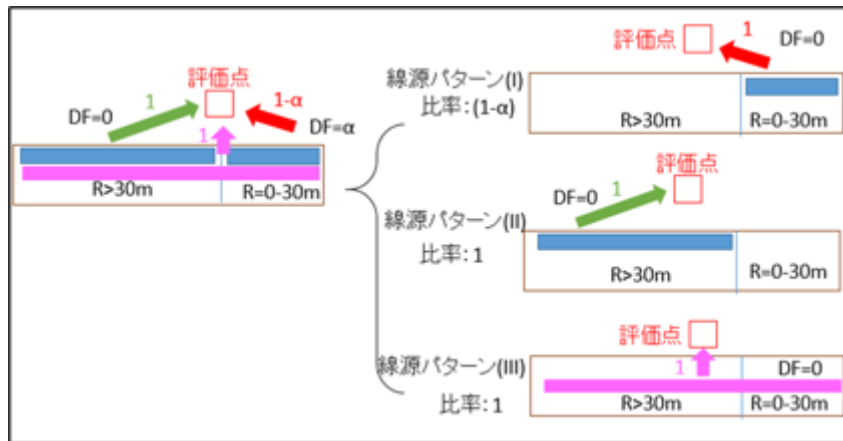 評価点
DF=0
1
1-α
DF=α
1
R>30m
R=0-30m
線源パターン(I)
比率: (1-α)
評価点
1
DF=0
R>30m
R=0-30m
線源パターン(II)
比率: 1
評価点
DF=0
1
R>30m
R=0-30m
線源パターン(III)
比率: 1
評価点
1
DF=0
R>30m
R=0-30m